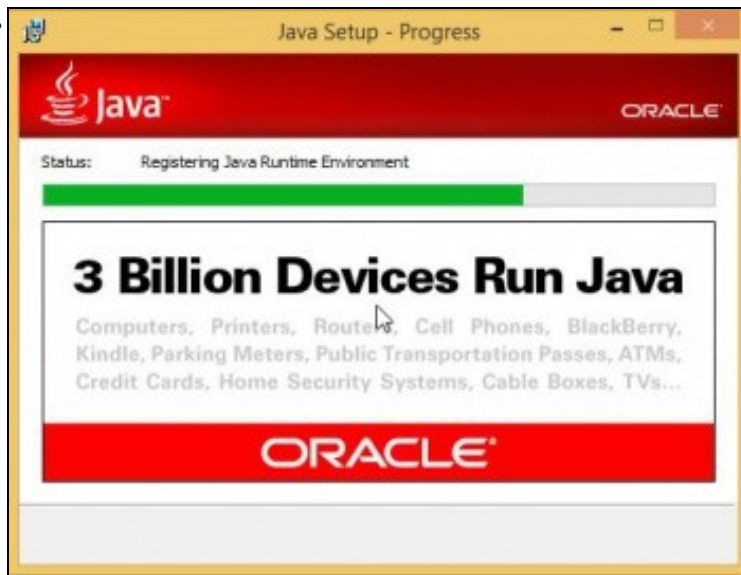 Java Setup - Progress
Java™
ORACLE®
Status: Registering Java Runtime Environment
3 Billion Devices Run Java
Computers, Printers, Routers, Cell Phones, BlackBerry,
Kindle, Parking Meters, Public Transportation Passes, ATMs,
Credit Cards, Home Security Systems, Cable Boxes, TVs...
ORACLE®